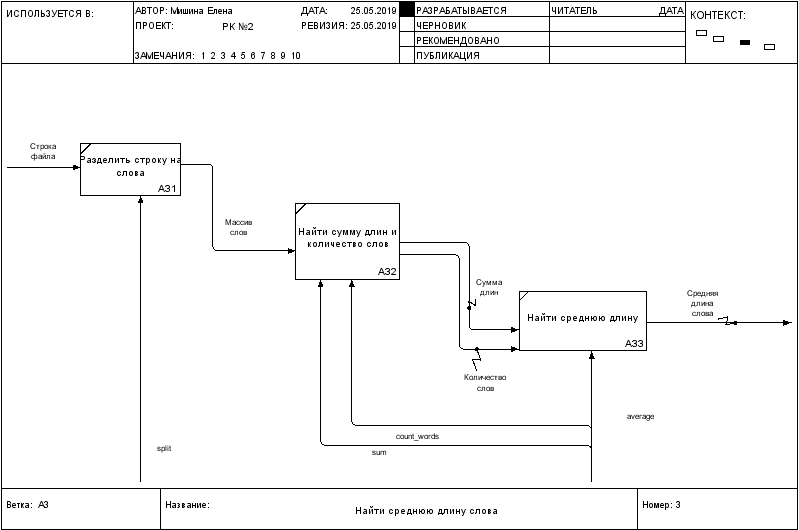 ИСПОЛЬЗУЕТСЯ В:
АВТОР: Мишина Елена
ДАТА: 25.05.2019
ПРОЕКТ: РК №2
РЕВИЗИЯ: 25.05.2019
ЗАМЕЧАНИЯ: 1 2 3 4 5 6 7 8 9 10
РАЗРАБАТЫВАЕТСЯ
ЧЕРНОВИК
РЕКОМЕНДОВАНО
ПУБЛИКАЦИЯ
ЧИТАТЕЛЬ
ДАТА
КОНТЕКСТ:
Строка
файла
Разделить строку на
слова
A31
Массив
слов
Найти сумму длин и
количество слов
A32
Сумма
длин
Найти среднюю длину
A33
Средняя
длина
слова
Количество
слов
average
count_words
sum
split
Ветка: A3
Название:
Найти среднюю длину слова
Номер: 3